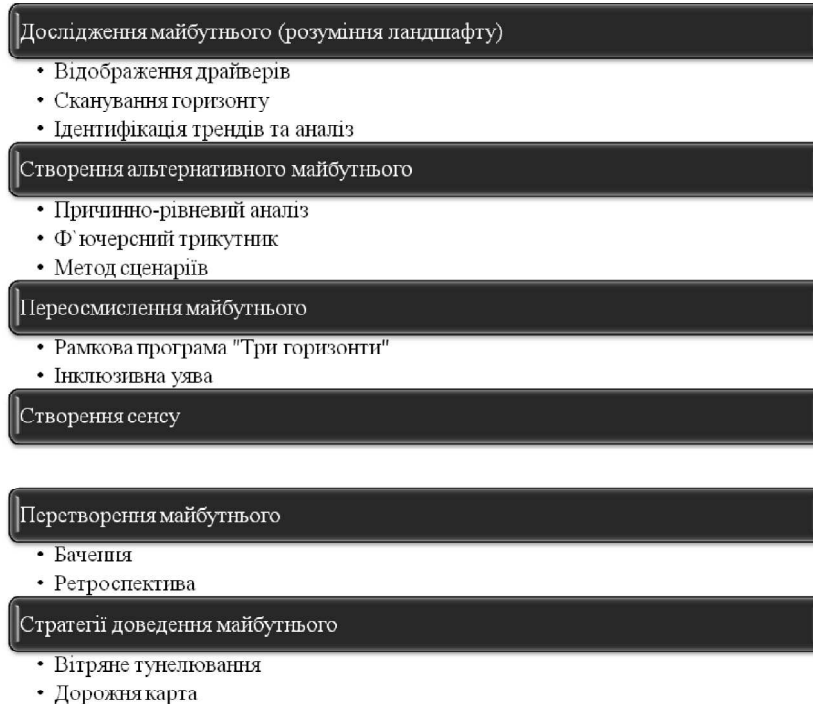 Дослідження майбутнього (розуміння ландшафту)
• Відображення драйверів
• Сканування горизонту
• Ідентифікація трендів та аналіз
Створення альтернативного майбутнього
• Причинно-рівневий аналіз
• Ф`ючерсний трикутник
• Метод сценаріїв
Переосмислення майбутнього
• Рамкова програма "Три горизонти"
• Інклюзивна уява
Створення сенсу
Перетворення майбутнього
• Бачення
• Ретроспектива
Стратегії доведення майбутнього
• Вітряне тунелювання
• Дорожня карта